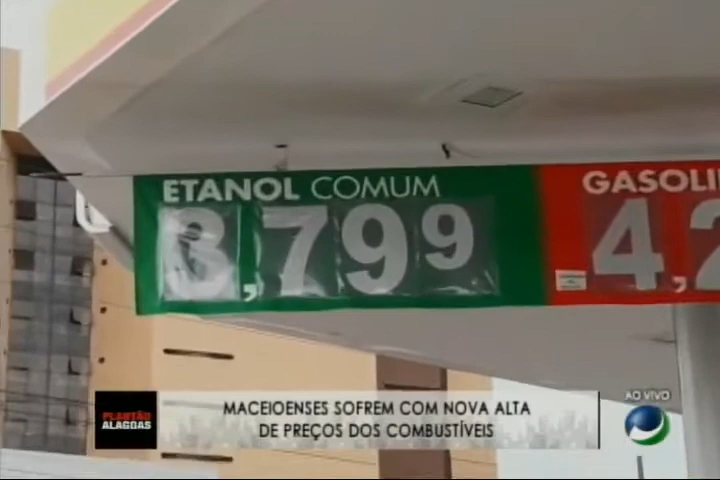 ETANOL COMUM
3,799
GASOLI
4,2
PLANTÃO
ALAGOAS
MACEIOENSES SOFREM COM NOVA ALTA
DE PREÇOS DOS COMBUSTÍVEIS
AO VIVO